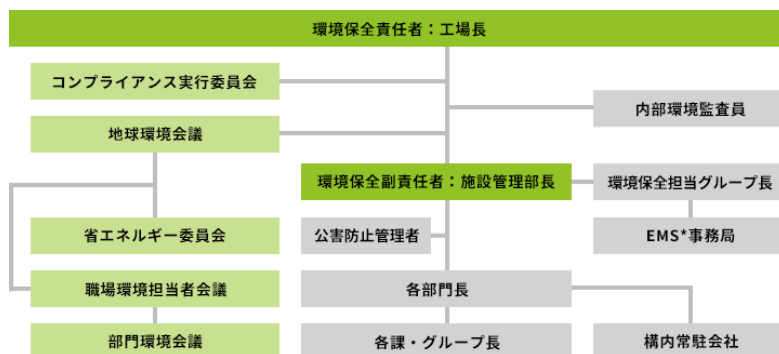 環境保全責任者：工場長
コンプライアンス実行委員会
内部環境監査員
地球環境会議
環境保全副責任者：施設管理部長
環境保全担当グループ長
省エネルギー委員会
公害防止管理者
EMS*事務局
職場環境担当者会議
各部門長
部門環境会議
各課・グループ長
構内常駐会社